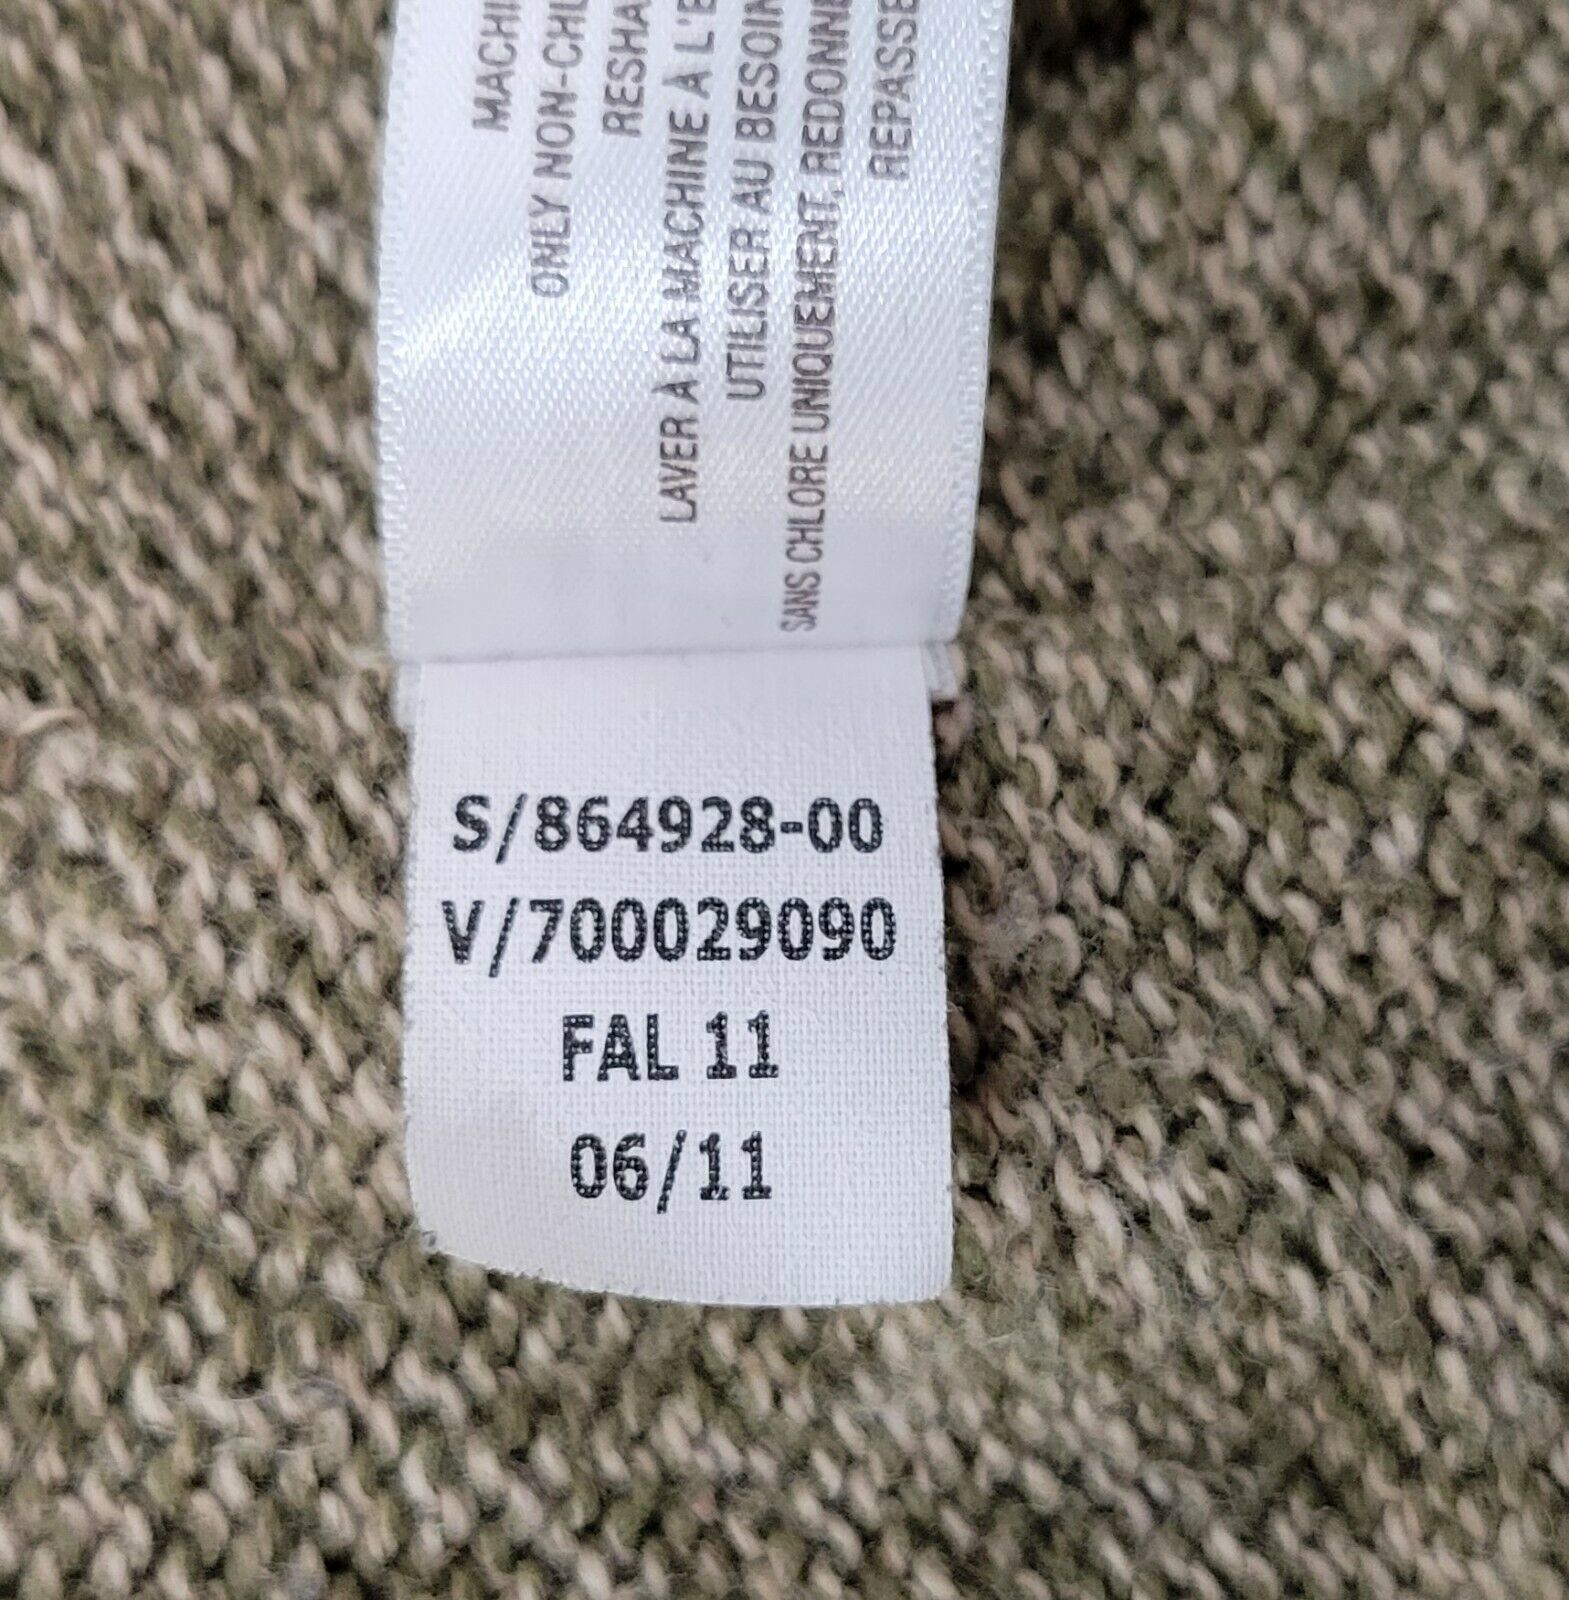 MACHI
ONLY NON-CHL
RESHA
LAVER À LA MACHINE À L'E
UTILISER AU BESOIN
SANS CHLORE UNIQUEMENT, REDONNE
REPASSE
S/864928-00
V/700029090
FAL 11
06/11